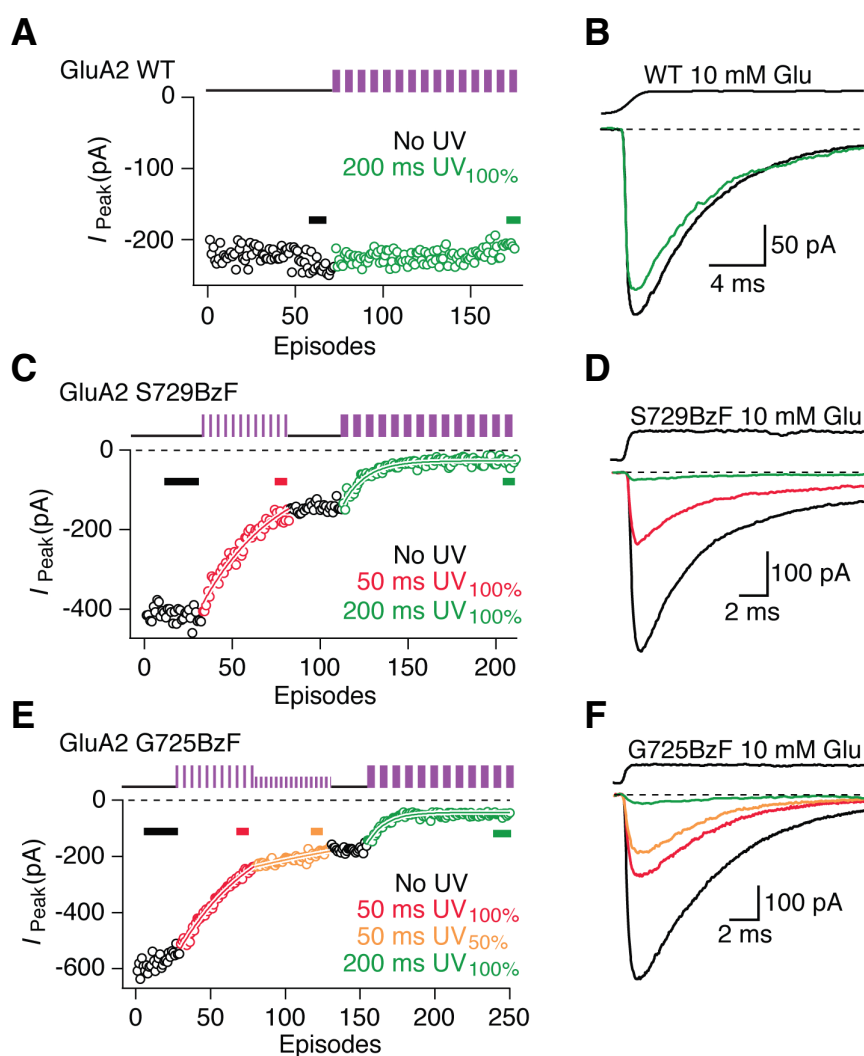 A
GluA2 WT
0
-100
-200
I Peak(pA)
No UV
200 ms UV100%
0 50 100 150
Episodes
B
WT 10 mM Glu
50 pA
4 ms
C
GluA2 S729BzF
0
-200
-400
I Peak(pA)
No UV
50 ms UV100%
200 ms UV100%
0 50 100 150 200
Episodes
D
S729BzF 10 mM Glu
100 pA
2 ms
E
GluA2 G725BzF
0
-200
-400
-600
I Peak(pA)
No UV
50 ms UV100%
50 ms UV50%
200 ms UV100%
0 50 100 150 200 250
Episodes
F
G725BzF 10 mM Glu
100 pA
2 ms